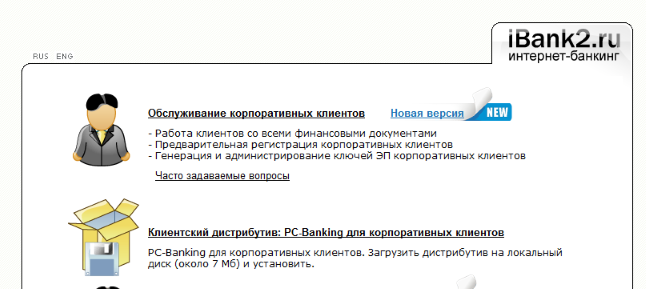 iBank2.ru
интернет-банкинг
RUS ENG
Обслуживание корпоративных клиентов Новая версия NEW
- Работа клиентов со всеми финансовыми документами
- Предварительная регистрация корпоративных клиентов
- Генерация и администрирование ключей ЭП корпоративных клиентов
Часто задаваемые вопросы
Клиентский дистрибутив: PC-Banking для корпоративных клиентов
PC-Banking для корпоративных клиентов. Загрузить дистрибутив на локальный
диск (около 7 Мб) и установить.